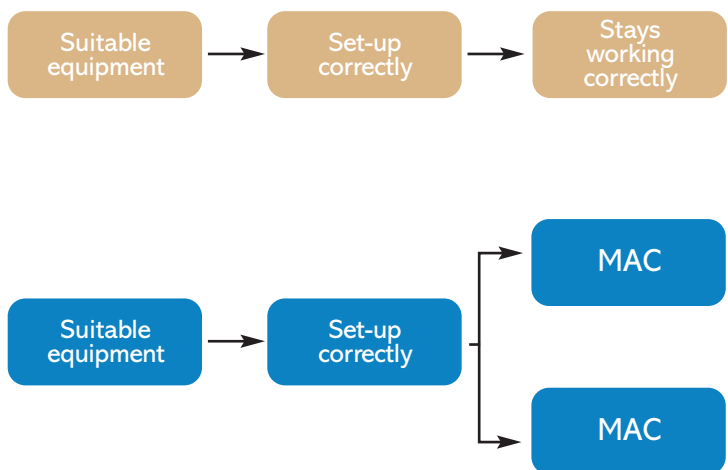 Suitable
equipment
Set-up
correctly
Stays
working
correctly
Suitable
equipment
Set-up
correctly
MAC
MAC